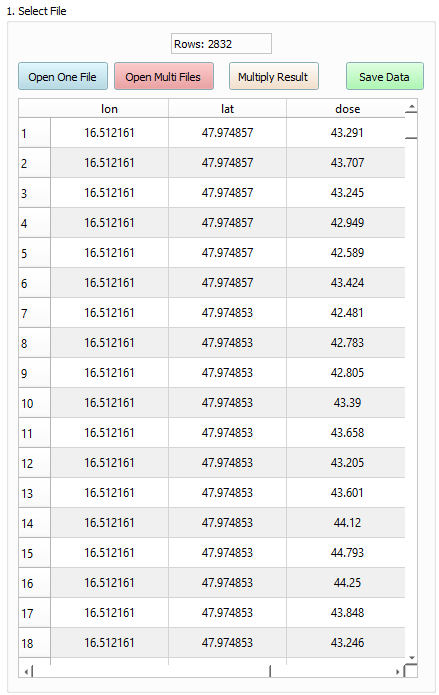 1. Select File
Rows: 2832
Open One File Open Multi Files Multiply Result Save Data
lon lat dose
1 16.512161 47.974857 43.291
2 16.512161 47.974857 43.707
3 16.512161 47.974857 43.245
4 16.512161 47.974857 42.949
5 16.512161 47.974857 42.589
6 16.512161 47.974857 43.424
7 16.512161 47.974853 42.481
8 16.512161 47.974853 42.783
9 16.512161 47.974853 42.805
10 16.512161 47.974853 43.39
11 16.512161 47.974853 43.658
12 16.512161 47.974853 43.205
13 16.512161 47.974853 43.601
14 16.512161 47.974853 44.12
15 16.512161 47.974853 44.793
16 16.512161 47.974853 44.25
17 16.512161 47.974853 43.848
18 16.512161 47.974853 43.246